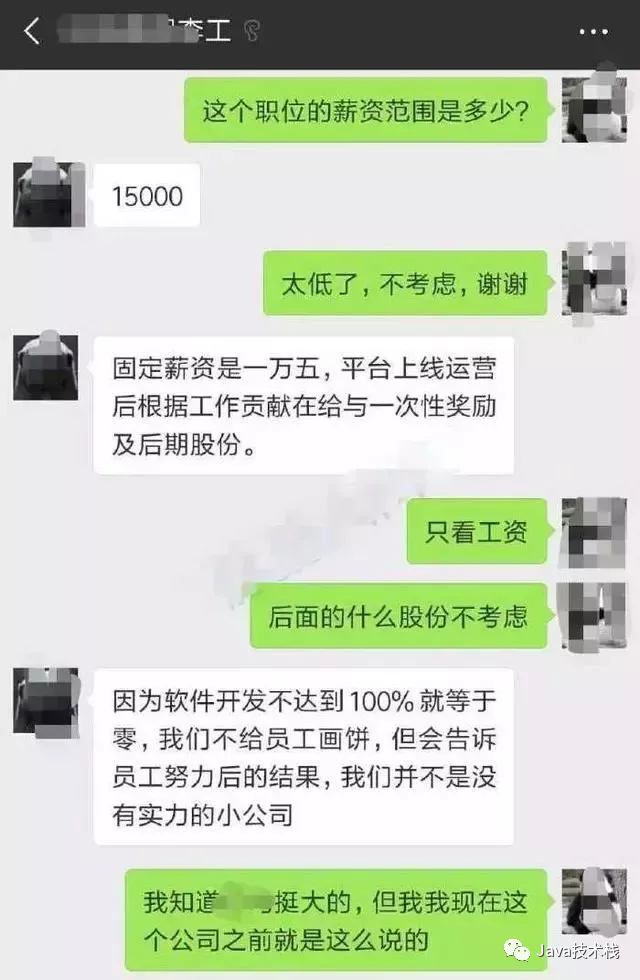 李工
这个职位的薪资范围是多少?
15000
太低了，不考虑，谢谢
固定薪资是一万五，平台上线运营
后根据工作贡献在给与一次性奖励
及后期股份。
只看工资
后面的什么股份不考虑
因为软件开发不达到100%就等于
零，我们不给员工画饼，但会告诉
员工努力后的结果，我们并不是没
有实力的小公司
我知道 挺大的，但我我现在这
个公司之前就是这么说的
Java技术栈